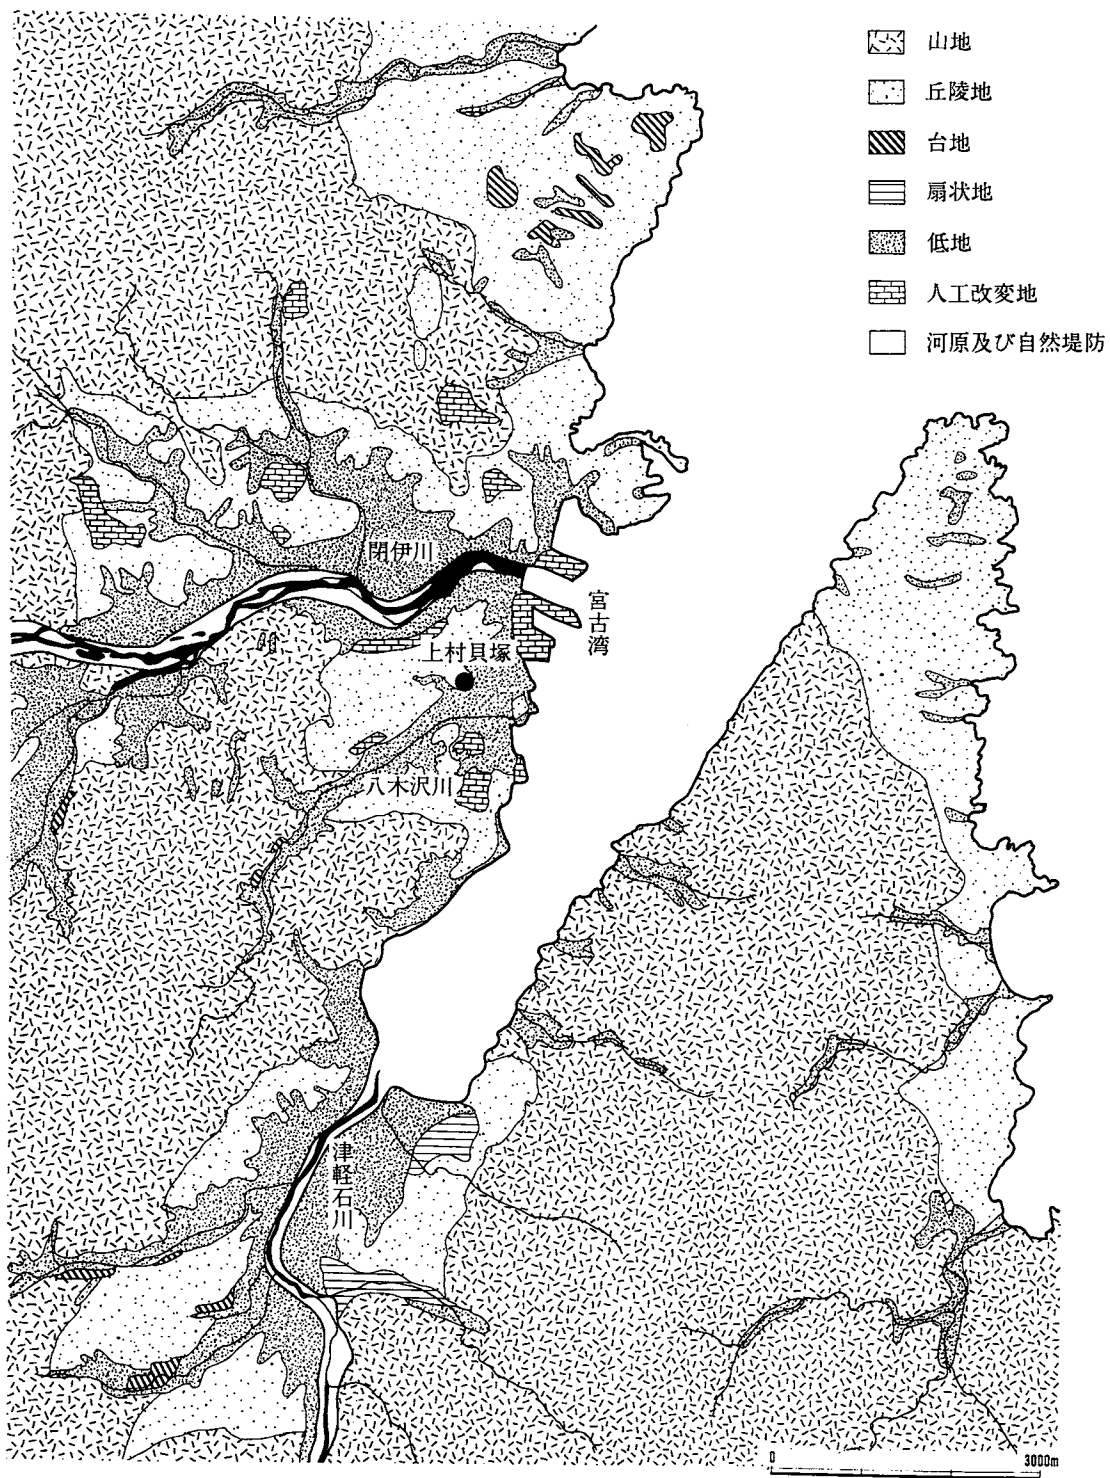 山地
丘陵地
台地
扇状地
低地
人工改変地
河原及び自然堤防
閉伊川
宮古湾
上村貝塚
八木沢川
津軽石川
0 3000m